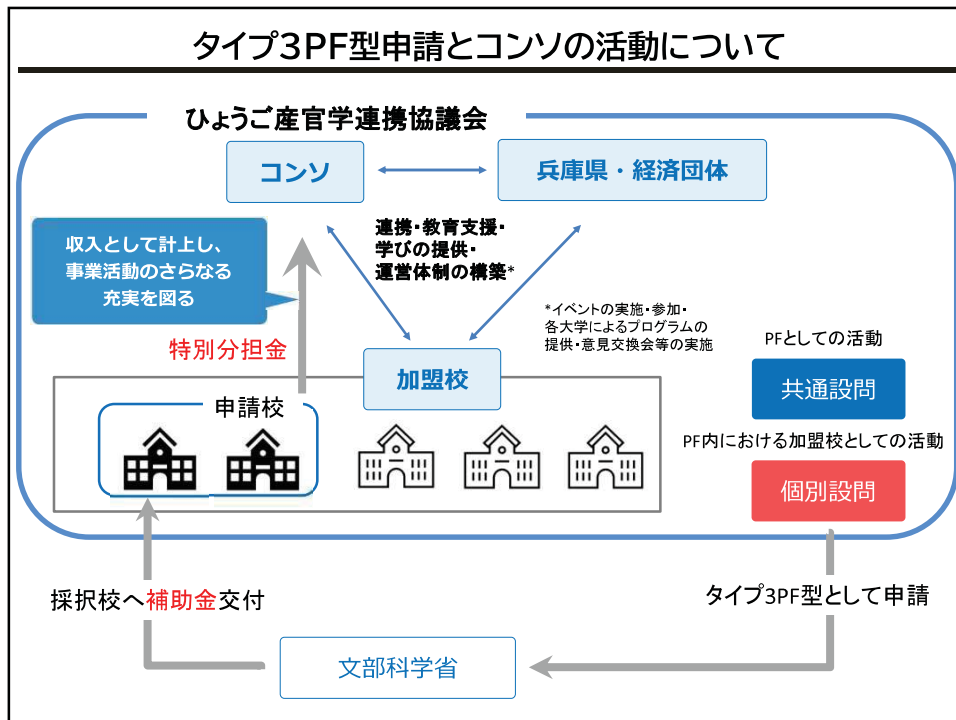 タイプ3PF型申請とコンソの活動について
ひょうご産官学連携協議会
コンソ
兵庫県・経済団体
収入として計上し、
事業活動のさらなる
充実を図る
連携・教育支援・
学びの提供・
運営体制の構築*
*イベントの実施・参加・
各大学によるプログラムの
提供・意見交換会等の実施
特別分担金
加盟校
申請校
PFとしての活動
共通設問
PF内における加盟校としての活動
個別設問
採択校へ補助金交付
タイプ3PF型として申請
文部科学省